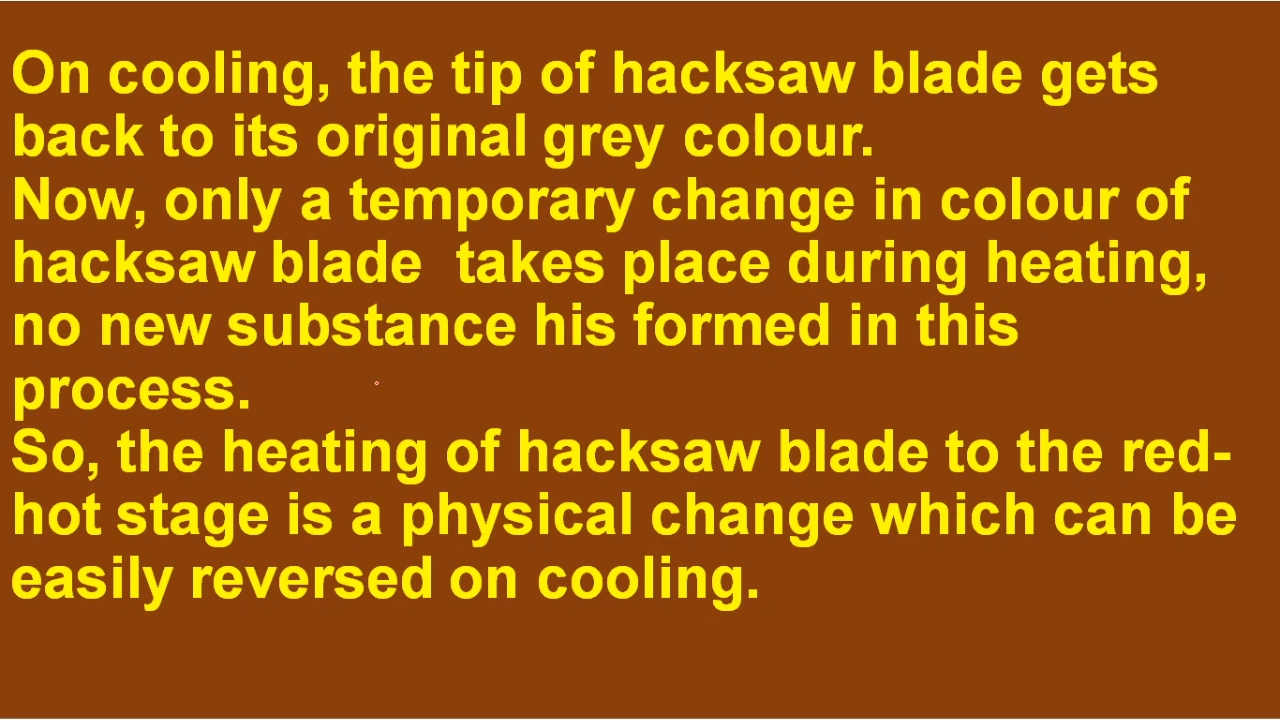 On cooling, the tip of hacksaw blade gets
back to its original grey colour.
Now, only a temporary change in colour of
hacksaw blade  takes place during heating,
no new substance his formed in this
process.
So, the heating of hacksaw blade to the red-
hot stage is a physical change which can be
easily reversed on cooling.